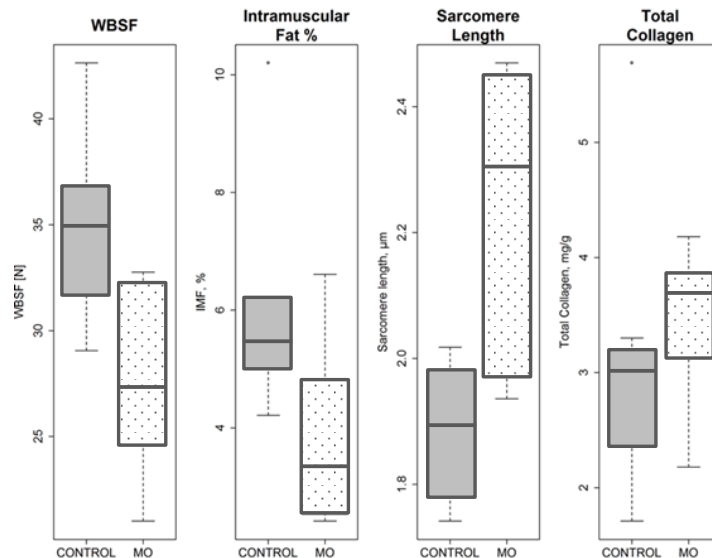 WBSF
WBSF [N]
40
35
30
25
CONTROL MO
Intramuscular
Fat %
IMF, %
10
8
6
4
CONTROL MO
Sarcomere
Length
Sarcomere length, µm
2.4
2.2
2.0
1.8
CONTROL MO
Total
Collagen
Total Collagen, mg/g
5
4
3
2
CONTROL MO